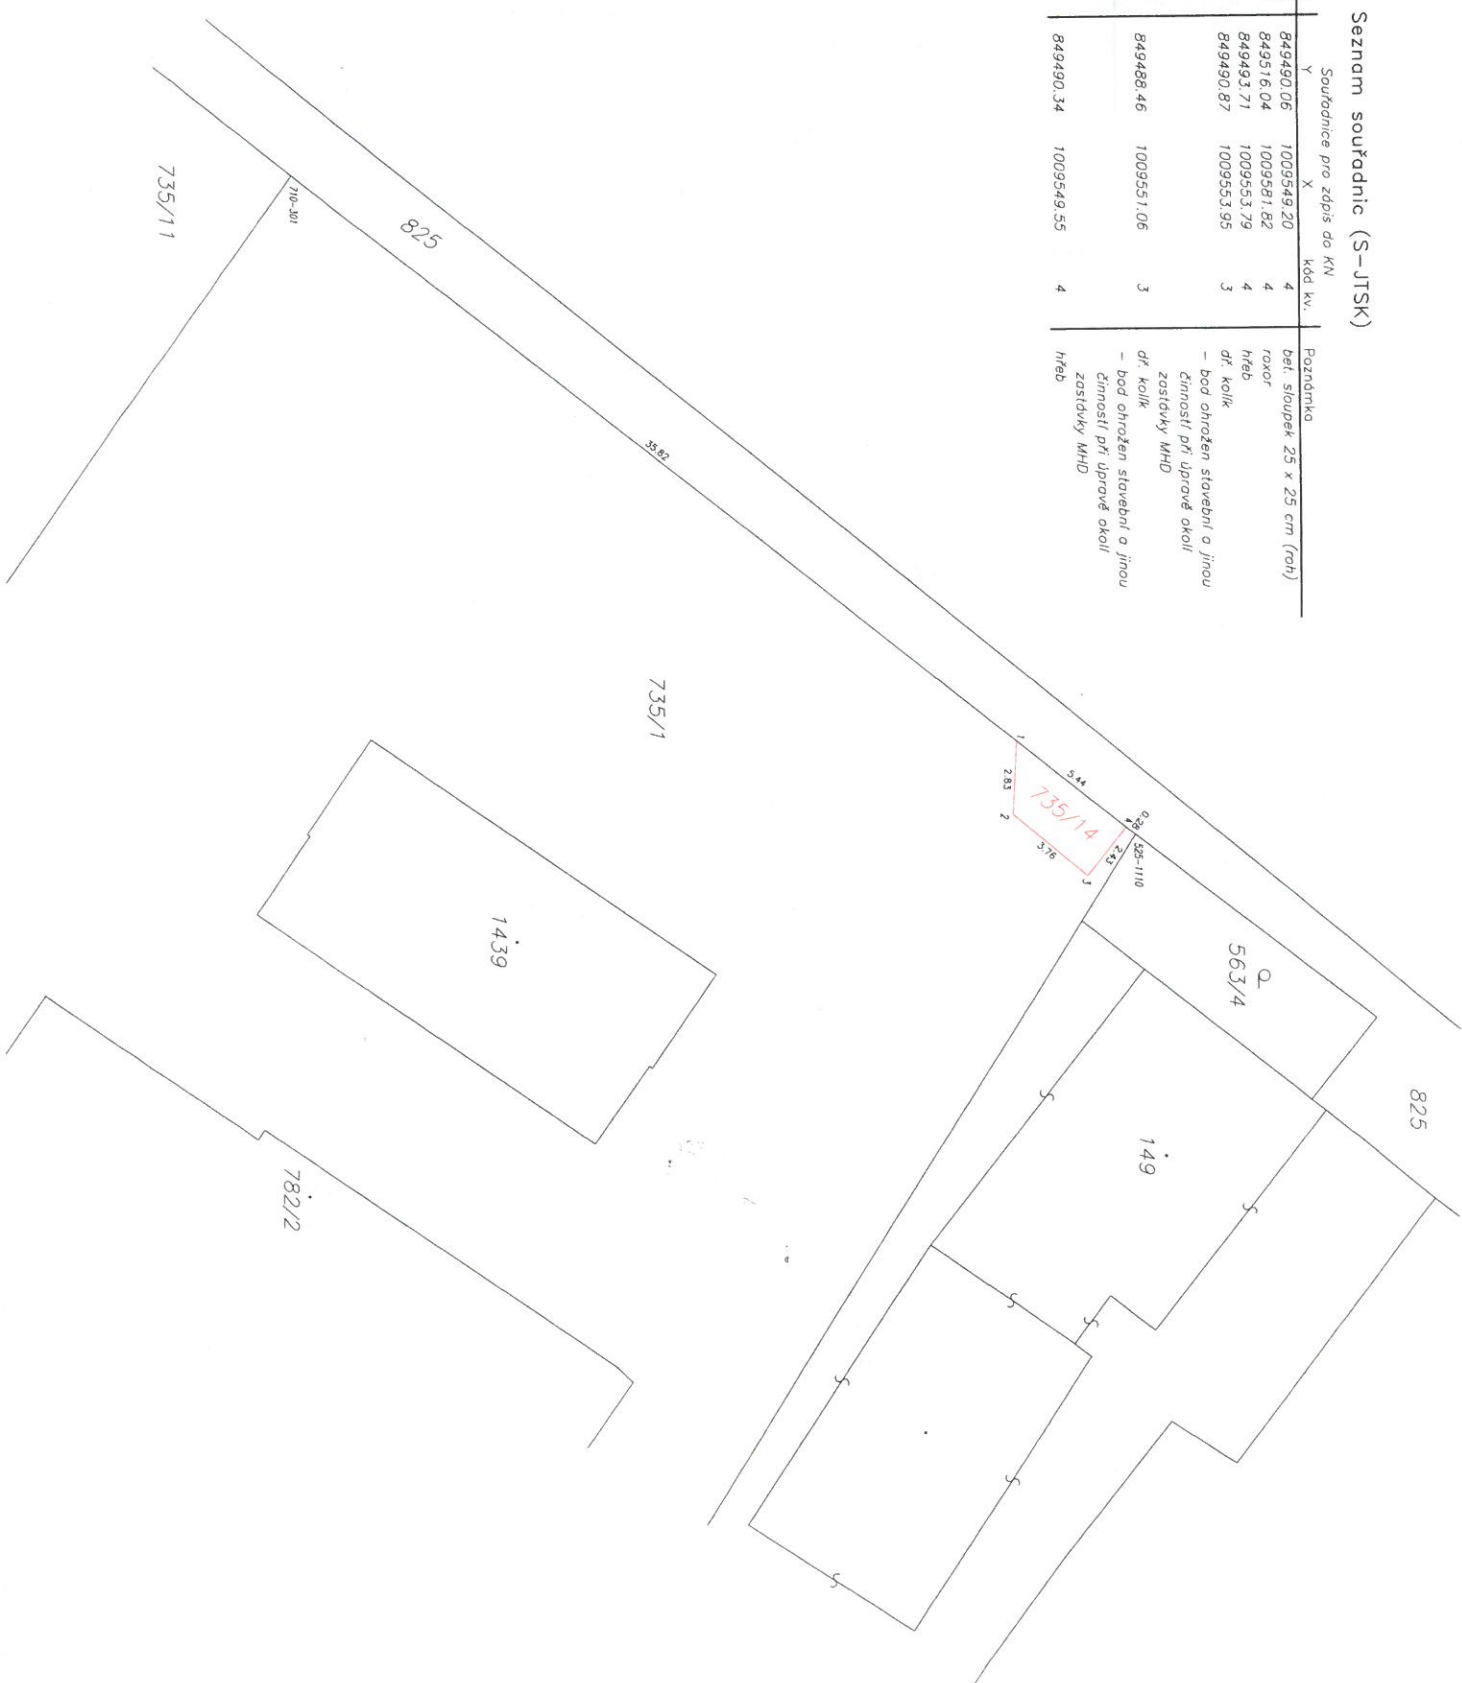 Seznam souřadnic (S-JTSK)
Souřadnice pro zápis do KN
Y X kód kv. Poznámka
849490.06 1009549.20 4 bet. sloupek 25 x 25 cm (roh)
849516.04 1009581.82 4 roxor
849493.71 1009553.79 4 hřeb
849490.87 1009553.95 3 dř. kolík
- bod ohrožen stavební a jinou
činností při úpravě okolí
zastávky MHD
849488.46 1009551.06 3 dř. kolík
- bod ohrožen stavební a jinou
činností při úpravě okolí
zastávky MHD
849490.34 1009549.55 4 hřeb
825
563/4
149
525-1110
0.28
4
2.43
3
5.44
735/14
3.76
1
2.83
2
35.82
735/1
1439
825
710-301
782/2
735/11